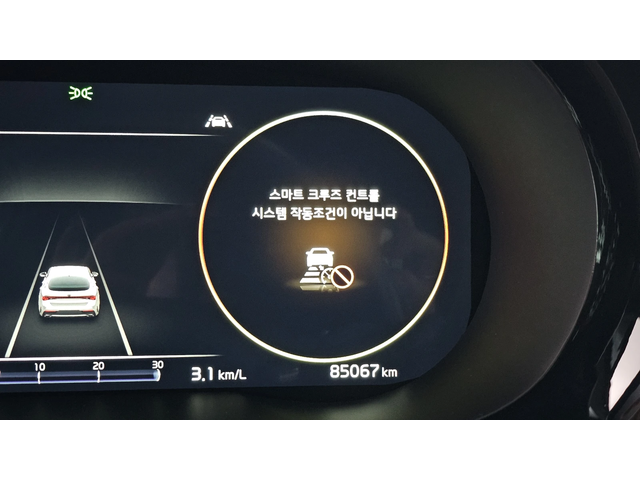 스마트 크루즈 컨트롤
시스템 작동조건이 아닙니다
10 20 30
3.1 km/L
85067 km